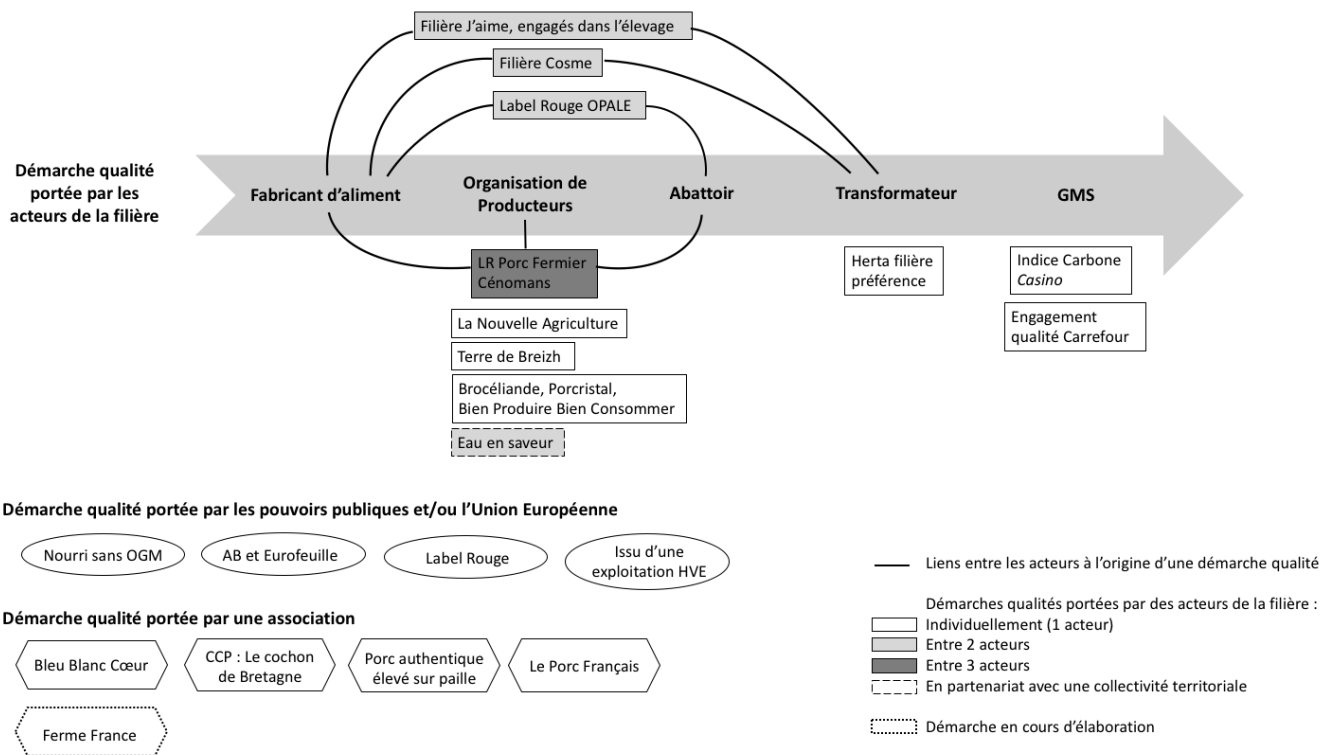 Filière J'aime, engagés dans l'élevage
Filière Cosme
Label Rouge OPALE
Démarche qualité
portée par les
acteurs de la filière
Fabricant d'aliment
Organisation de
Producteurs
Abattoir
Transformateur
GMS
LR Porc Fermier
Cénomans
La Nouvelle Agriculture
Terre de Breizh
Brocéliande, Porcristal,
Bien Produire Bien Consommer
Eau en saveur
Herta filière
préférence
Indice Carbone
Casino
Engagement
qualité Carrefour
Démarche qualité portée par les pouvoirs publiques et/ou l'Union Européenne
Nourri sans OGM
AB et Eurofeuille
Label Rouge
Issu d'une
exploitation HVE
Démarche qualité portée par une association
Bleu Blanc Cœur
CCP : Le cochon
de Bretagne
Porc authentique
élevé sur paille
Le Porc Français
Ferme France
Liens entre les acteurs à l'origine d'une démarche qualité
Démarches qualités portées par des acteurs de la filière :
Individuellement (1 acteur)
Entre 2 acteurs
Entre 3 acteurs
En partenariat avec une collectivité territoriale
Démarche en cours d'élaboration